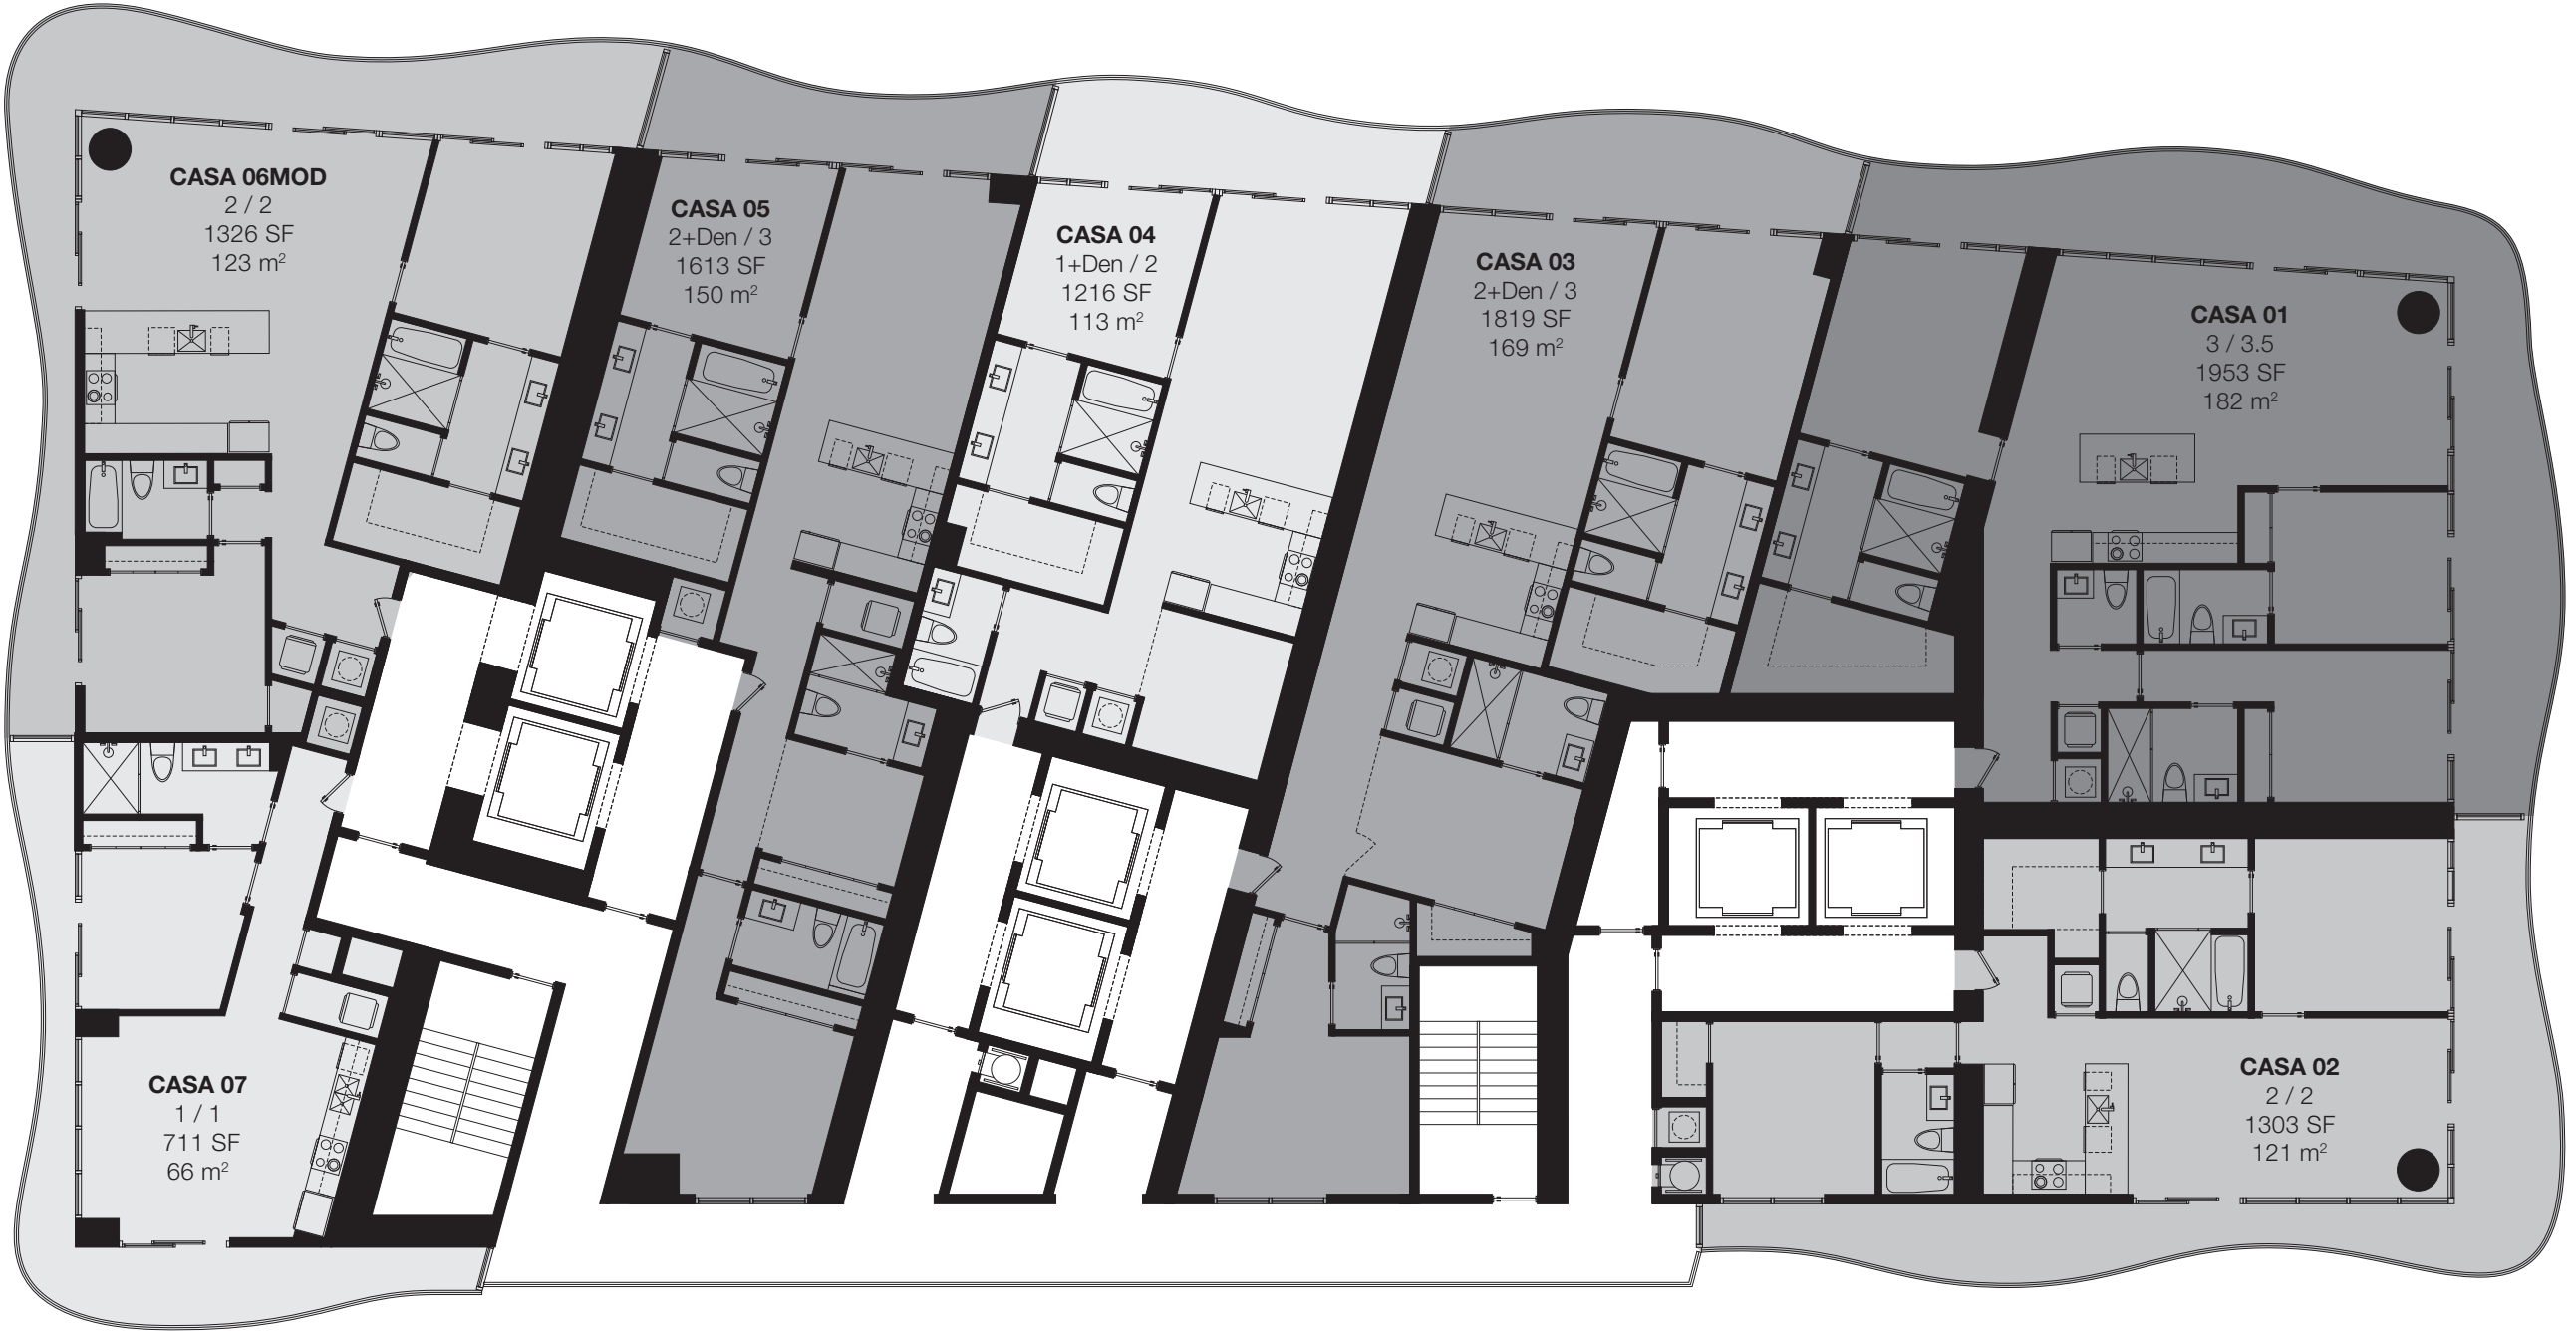 CASA 06MOD
2 / 2
1326 SF
123 m²
CASA 05
2+Den / 3
1613 SF
150 m²
CASA 04
1+Den / 2
1216 SF
113 m²
CASA 03
2+Den / 3
1819 SF
169 m²
CASA 01
3 / 3.5
1953 SF
182 m²
CASA 07
1 / 1
711 SF
66 m²
CASA 02
2 / 2
1303 SF
121 m²